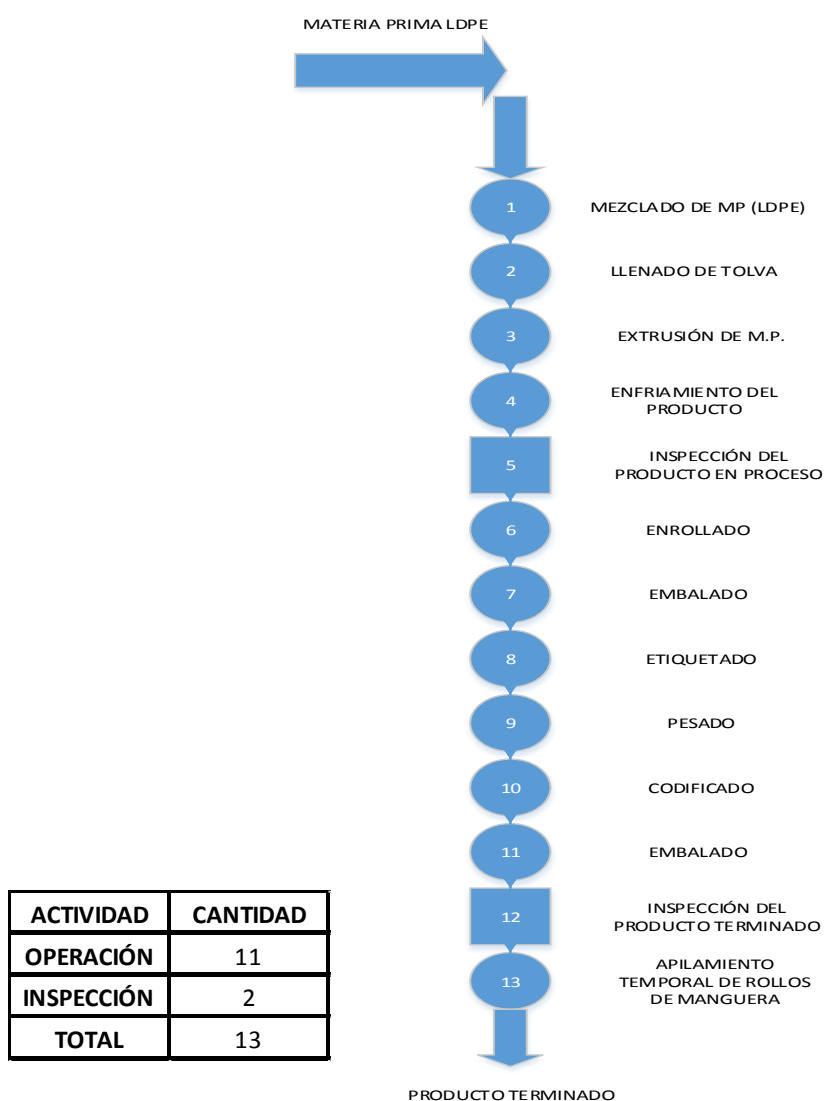 MATERIA PRIMA LDPE
1 MEZCLADO DE MP (LDPE)
2 LLENADO DE TOLVA
3 EXTRUSIÓN DE M.P.
4 ENFRIAMIENTO DEL
PRODUCTO
5 INSPECCIÓN DEL
PRODUCTO EN PROCESO
6 ENROLLADO
7 EMBALADO
8 ETIQUETADO
9 PESADO
10 CODIFICADO
11 EMBALADO
12 INSPECCIÓN DEL
PRODUCTO TERMINADO
13 APILAMIENTO
TEMPORAL DE ROLLOS
DE MANGUERA
PRODUCTO TERMINADO
ACTIVIDAD CANTIDAD
OPERACIÓN 11
INSPECCIÓN 2
TOTAL 13